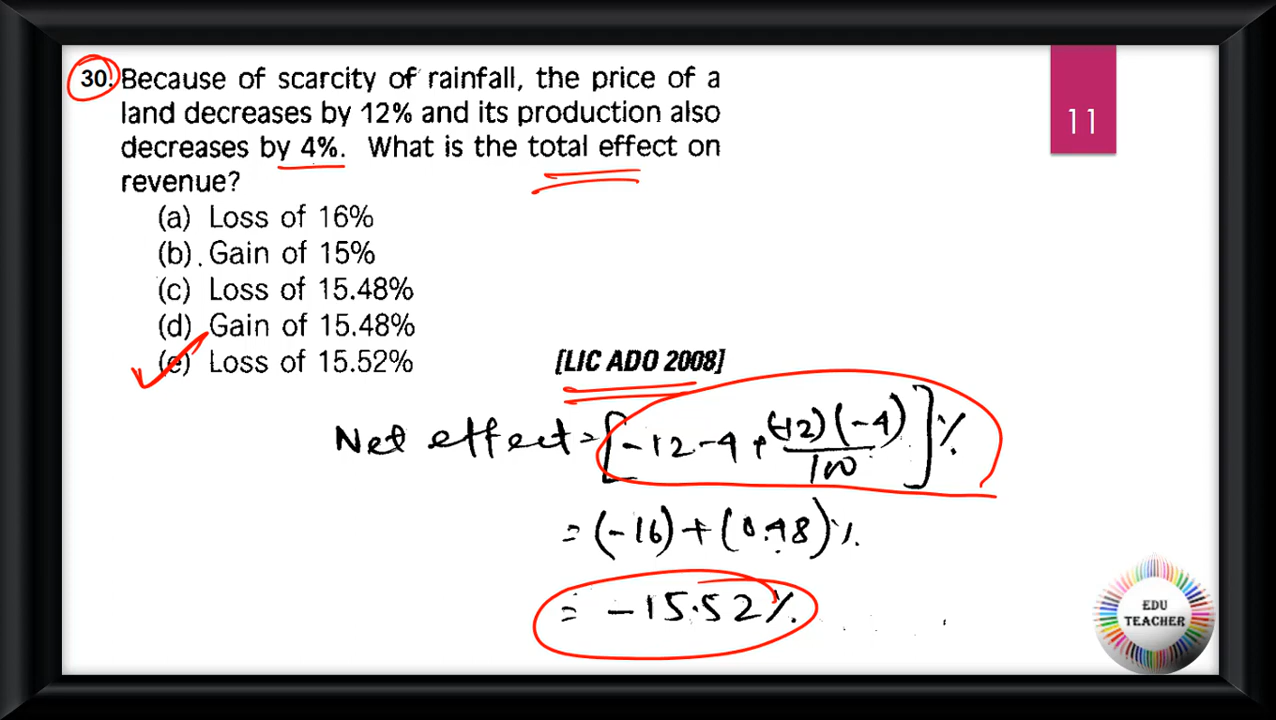 30. Because of scarcity of rainfall, the price of a
land decreases by 12% and its production also
decreases by 4%. What is the total effect on
revenue?
(a) Loss of 16%
(b) Gain of 15%
(c) Loss of 15.48%
(d) Gain of 15.48%
(e) Loss of 15.52%
[LIC ADO 2008]
Net effect = [-12-4+(-12)(-4)/100]%
= (-16)+(0.48)%
= -15.52%
11
EDU
TEACHER